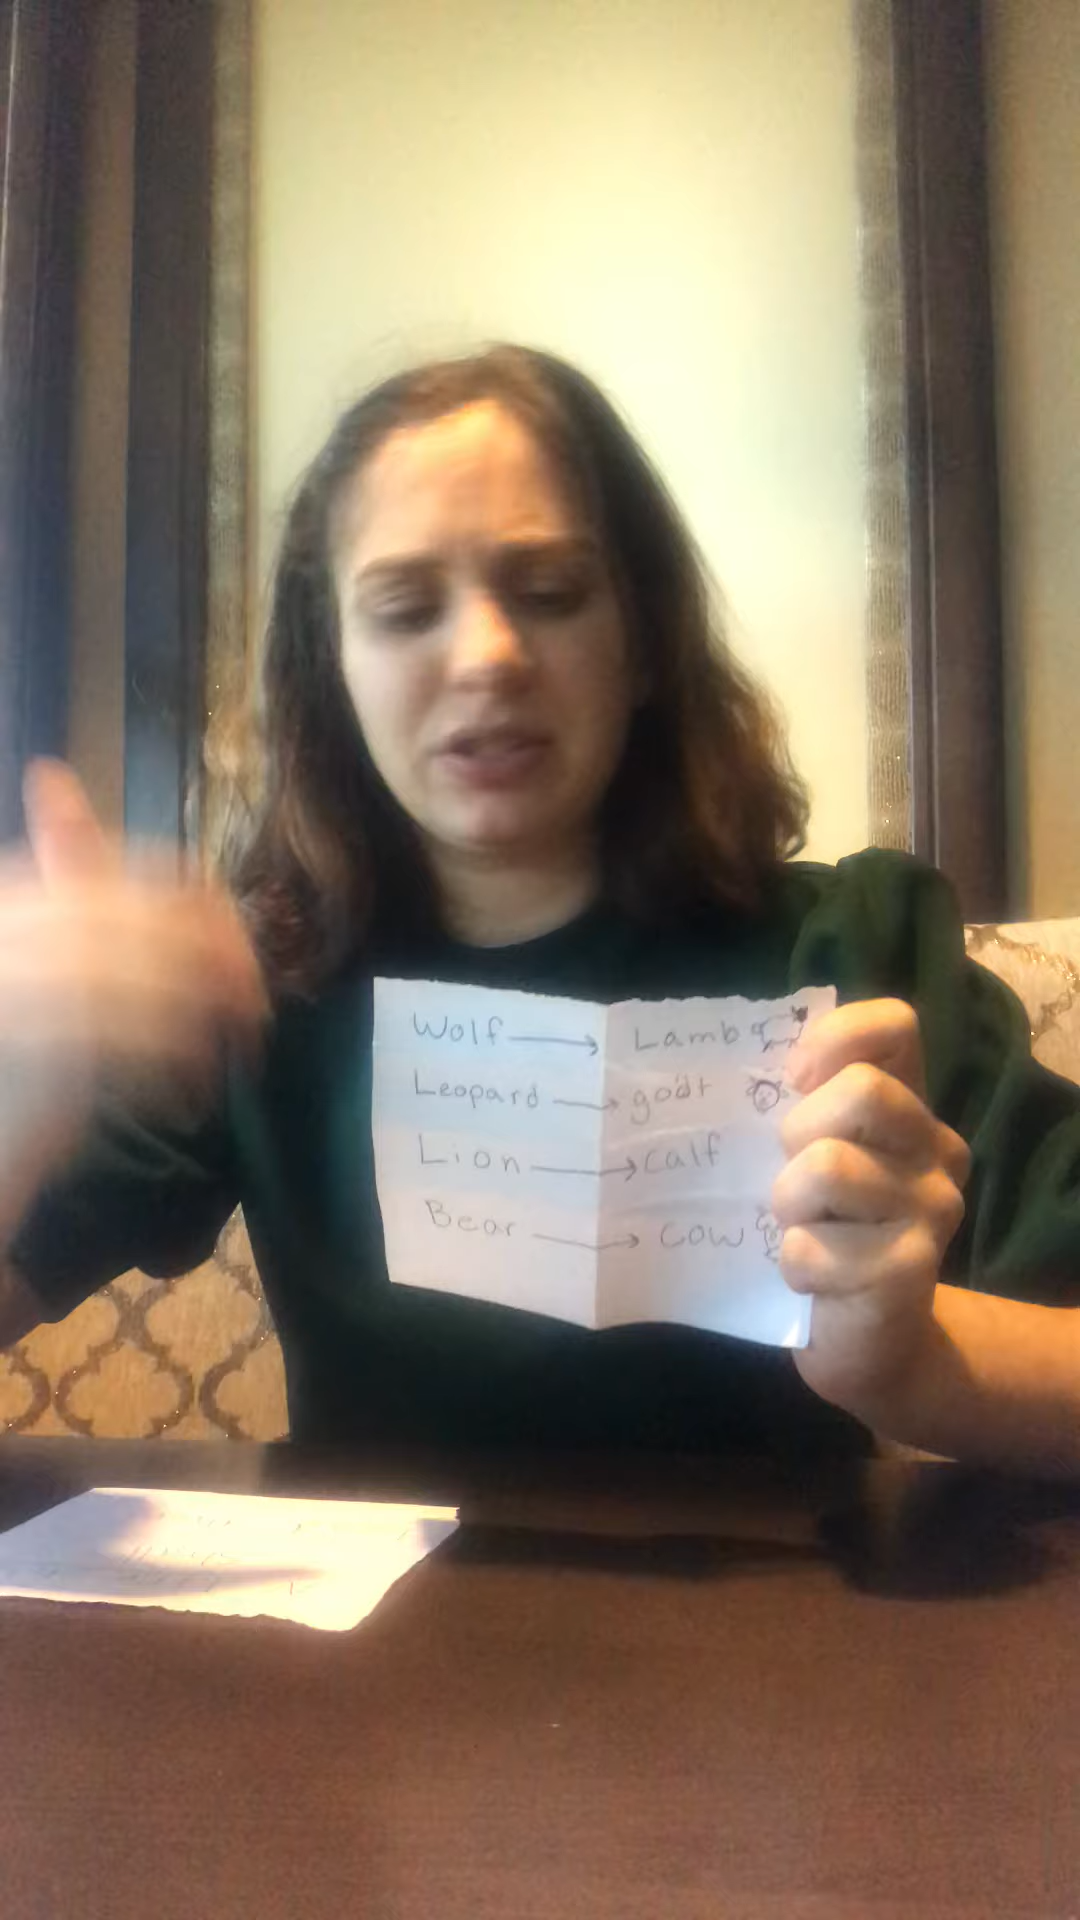 Wolf → Lamb
Leopard → goat
Lion → calf
Bear → cow